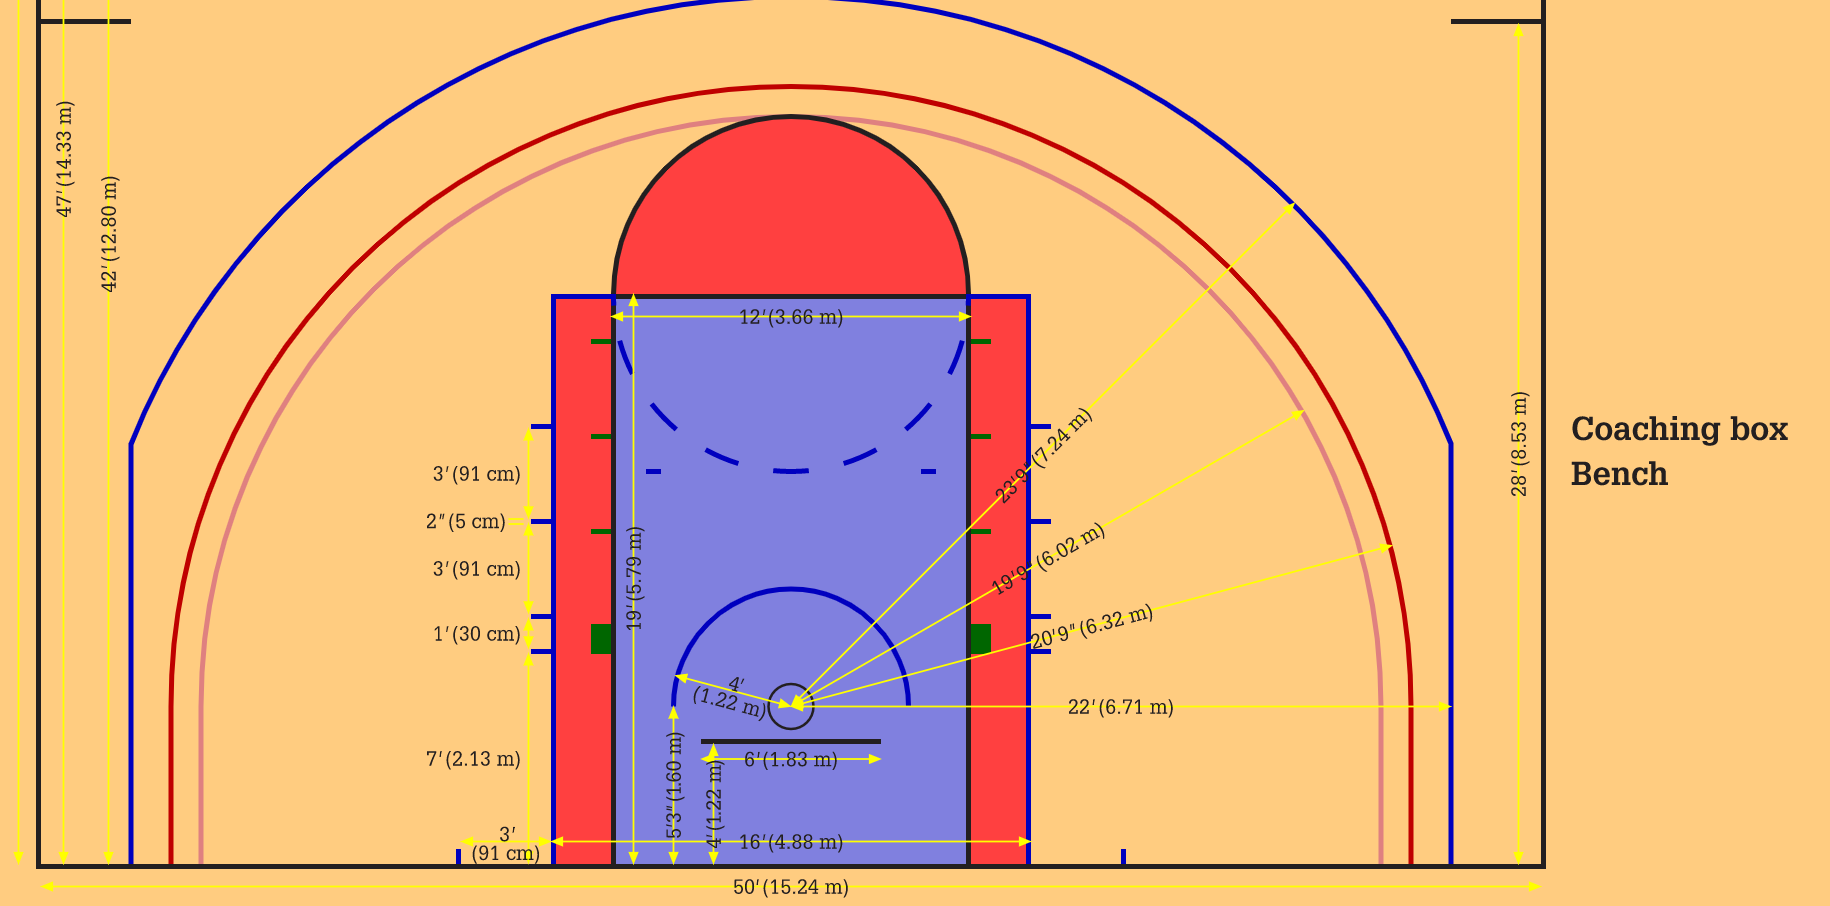 47′ (14.33 m)
42′ (12.80 m)
12′ (3.66 m)
23′9″ (7.24 m)
28′ (8.53 m)
Coaching box
Bench
3′ (91 cm)
2″ (5 cm)
19′ (5.79 m)
19′9″ (6.02 m)
3′ (91 cm)
1′ (30 cm)
20′9″ (6.32 m)
4′
(1.22 m)
22′ (6.71 m)
7′ (2.13 m)
5′3″ (1.60 m)
4′ (1.22 m)
6′ (1.83 m)
3′
(91 cm)
16′ (4.88 m)
50′ (15.24 m)